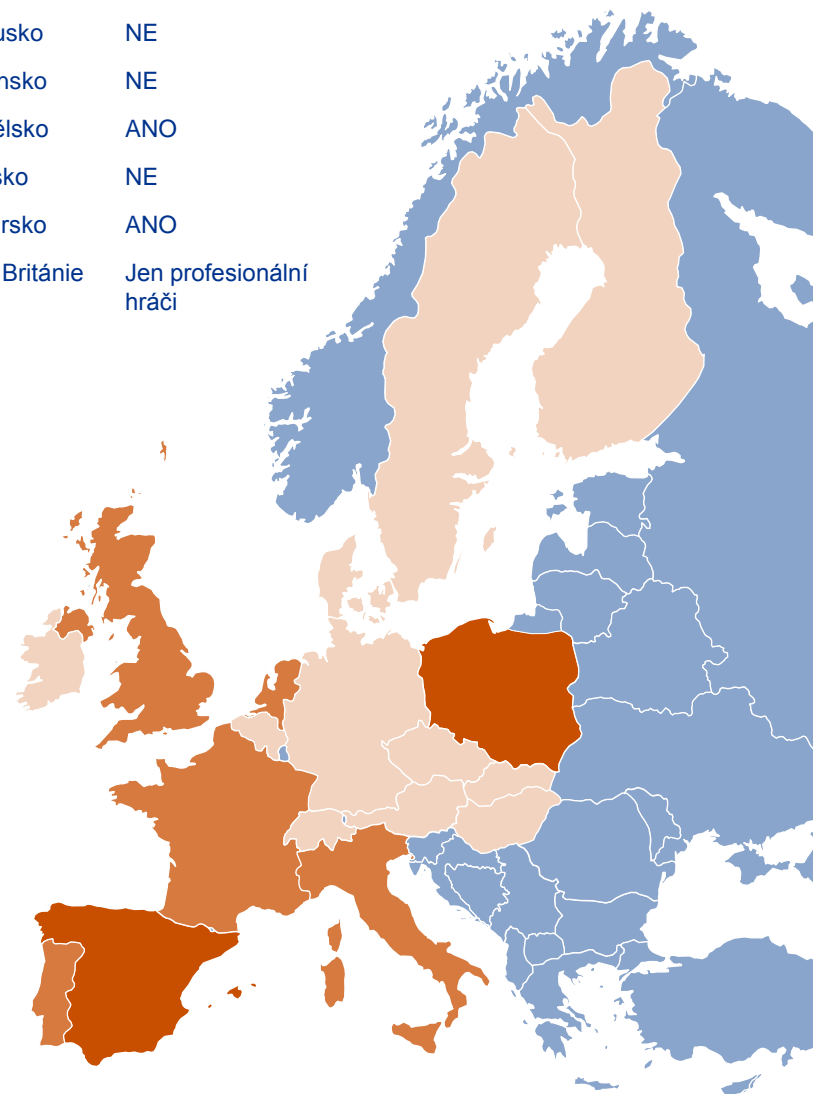 usko NE
nsko NE
ělsko ANO
sko NE
rsko ANO
Británie Jen profesionální
hráči